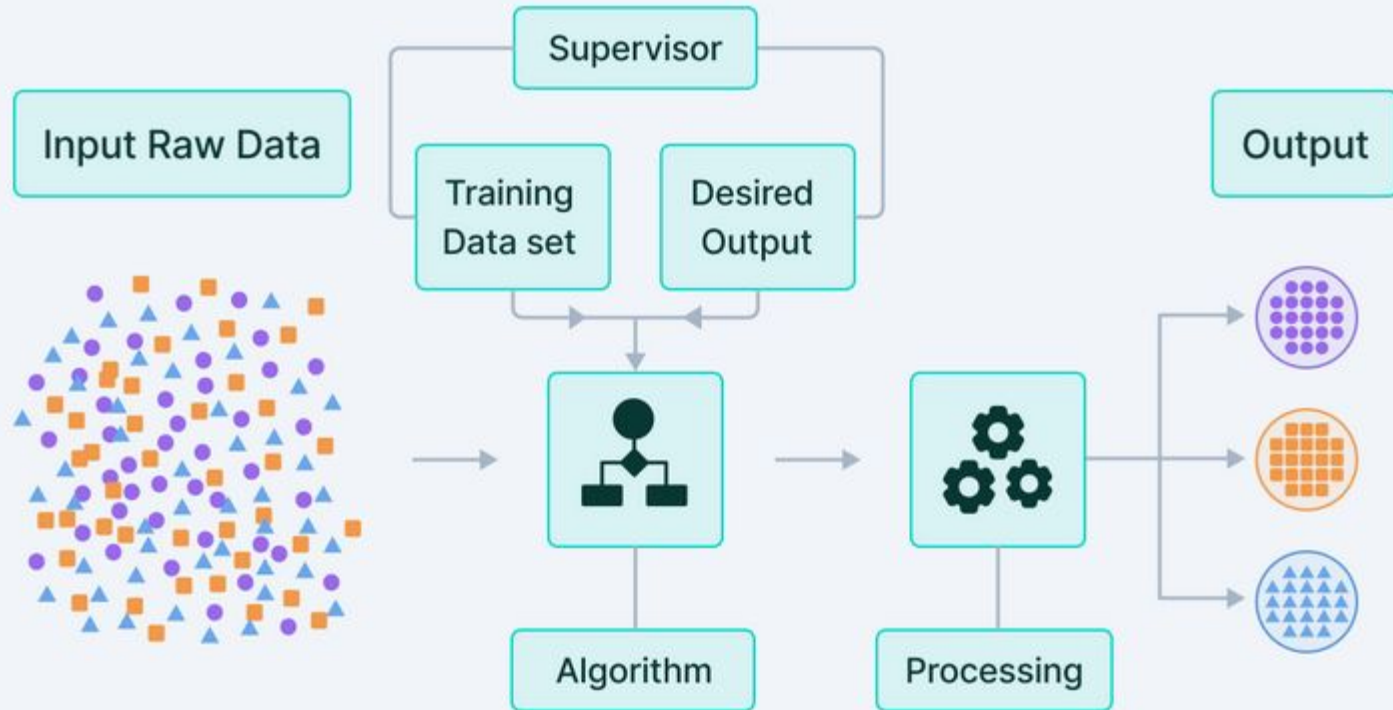 Supervisor
Input Raw Data
Training
Data set
Desired
Output
Output
Algorithm
Processing